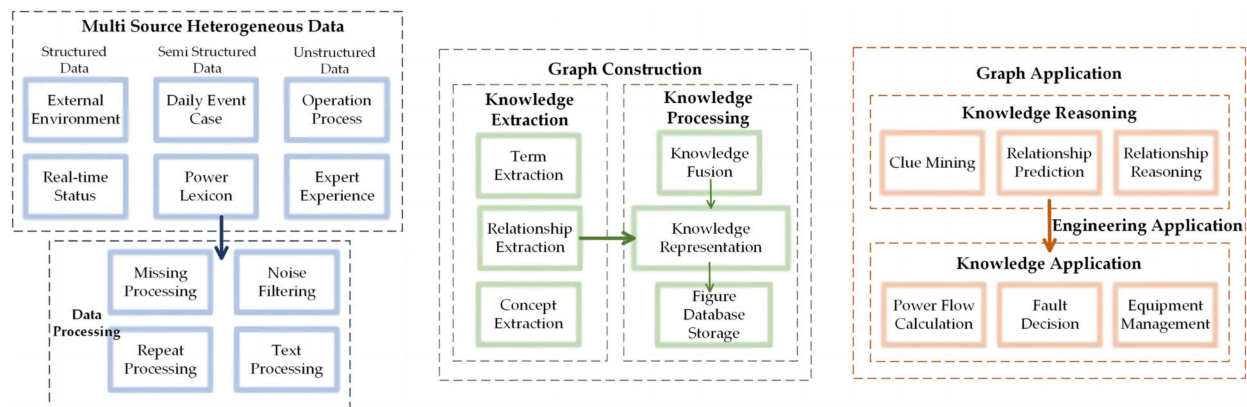 Multi Source Heterogeneous Data
Structured
Data
Semi Structured
Data
Unstructured
Data
External
Environment
Daily Event
Case
Operation
Process
Real-time
Status
Power
Lexicon
Expert
Experience
Data
Processing
Missing
Processing
Noise
Filtering
Repeat
Processing
Text
Processing
Graph Construction
Knowledge
Extraction
Term
Extraction
Relationship
Extraction
Concept
Extraction
Knowledge
Processing
Knowledge
Fusion
Knowledge
Representation
Figure
Database
Storage
Graph Application
Knowledge Reasoning
Clue Mining
Relationship
Prediction
Relationship
Reasoning
Engineering Application
Knowledge Application
Power Flow
Calculation
Fault
Decision
Equipment
Management